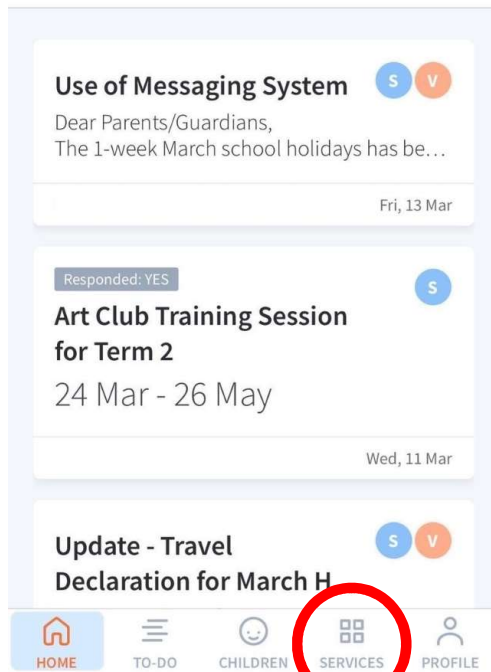 Use of Messaging System
S V
Dear Parents/Guardians,
The 1-week March school holidays has be...
Fri, 13 Mar
Responded: YES
S
Art Club Training Session
for Term 2
24 Mar - 26 May
Wed, 11 Mar
Update - Travel
S V
Declaration for March H
HOME TO-DO CHILDREN SERVICES PROFILE